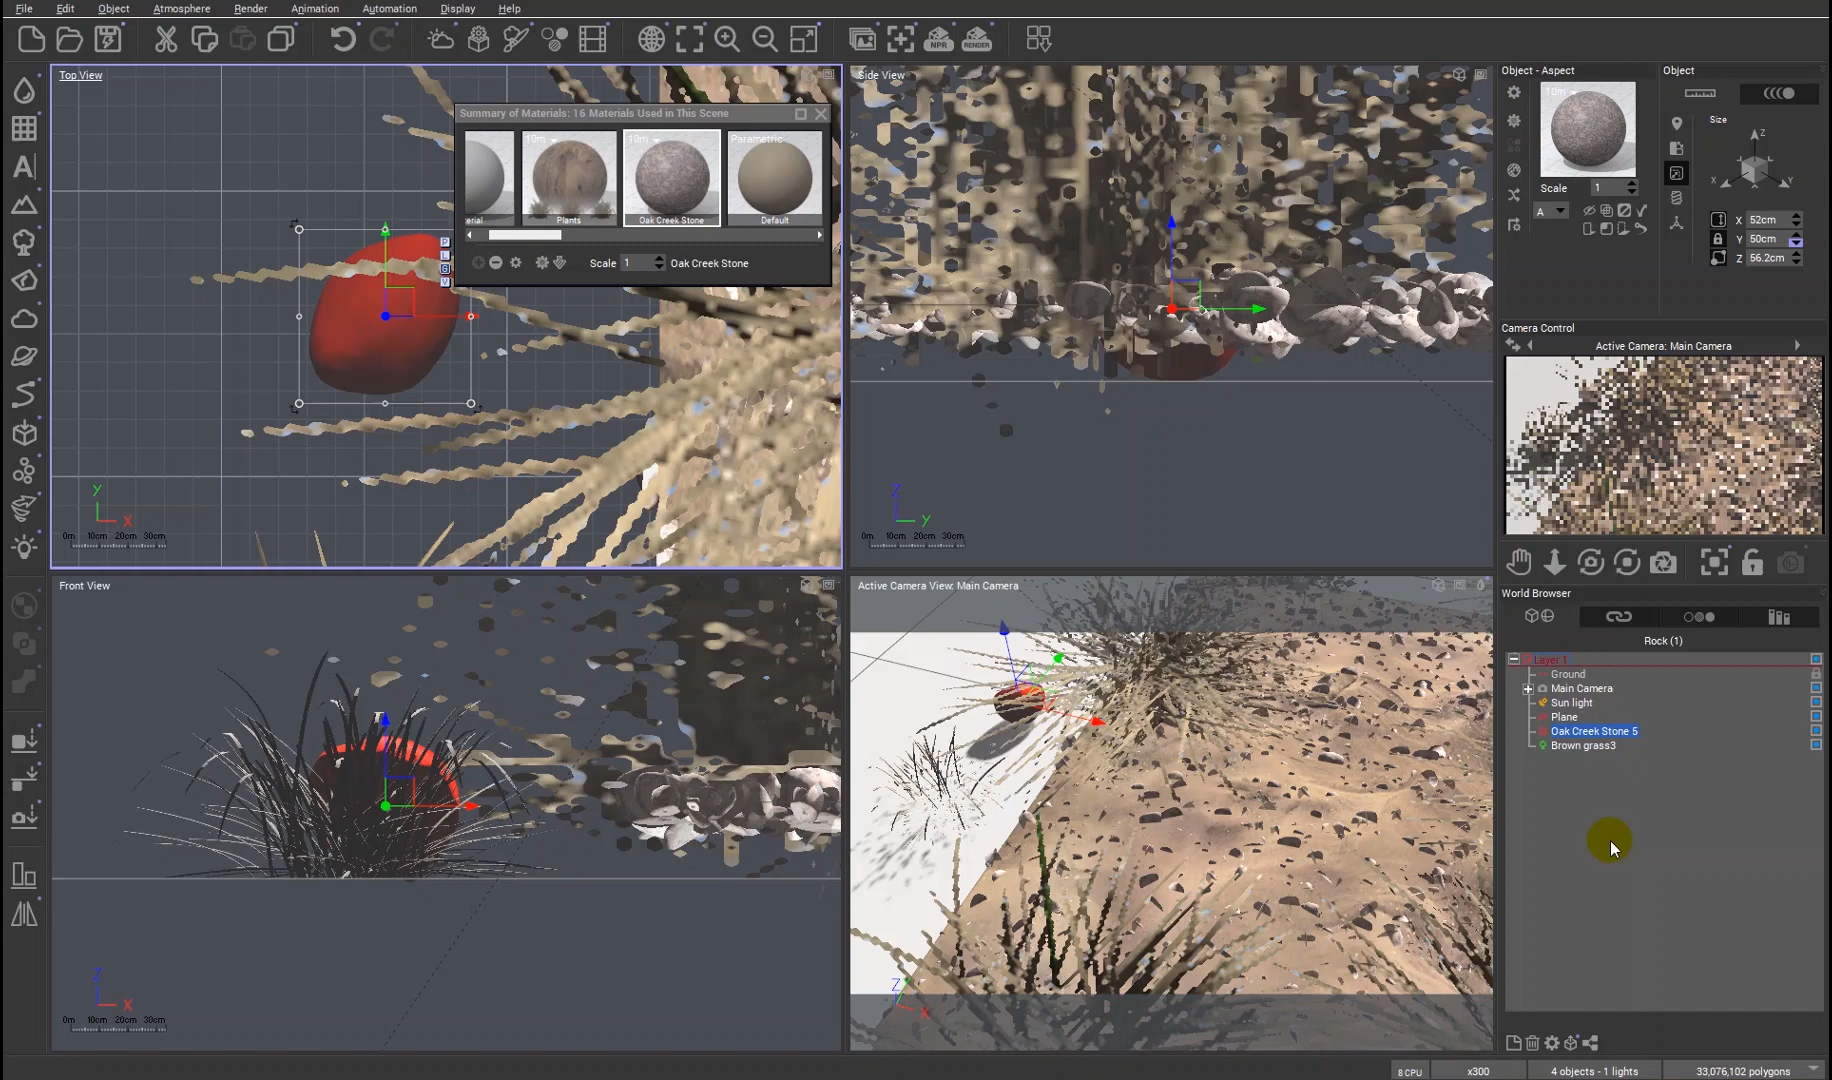 File Edit Object Atmosphere Render Animation Automation Display Help
NPR RENDER
Top View
Summary of Materials: 16 Materials Used in This Scene
10m 10m Parametric
erial Plants Oak Creek Stone Default
Scale 1 Oak Creek Stone
P
L
G
V
Y
X
0m 10cm 20cm 30cm
Side View
Z
Y
0m 10cm 20cm 30cm
Front View
Z
X
0m 10cm 20cm 30cm
Active Camera View: Main Camera
Z
X
Object - Aspect
10m
Scale 1
A
Object
Size
Z
X Y
X 52cm
Y 50cm
Z 56.2cm
Camera Control
Active Camera: Main Camera
World Browser
Rock (1)
Layer 1
Ground
Main Camera
Sun light
Plane
Oak Creek Stone 5
Brown grass3
8 CPU x300 4 objects - 1 lights 33,076,102 polygons